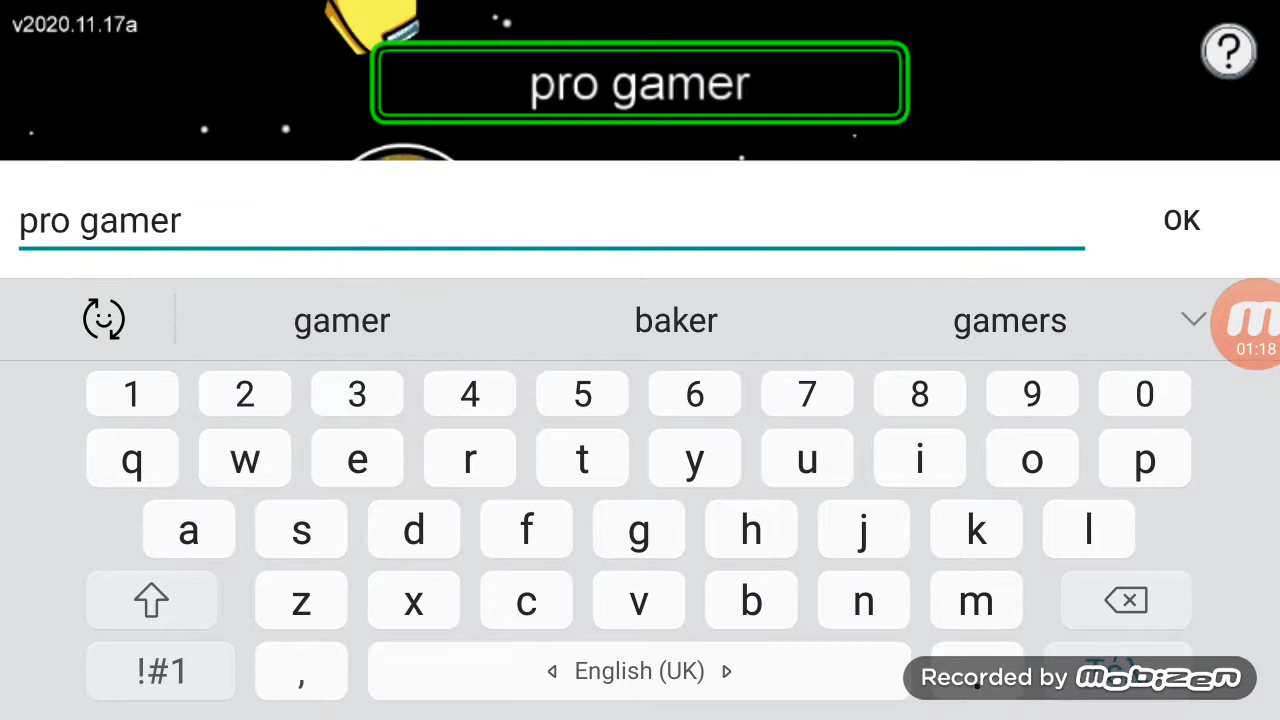 v2020.11.17a
pro gamer
?
pro gamer
OK
gamer baker gamers
01:18
1 2 3 4 5 6 7 8 9 0
q w e r t y u i o p
a s d f g h j k l
z x c v b n m
!#1 , English (UK) .
Recorded by mobizen